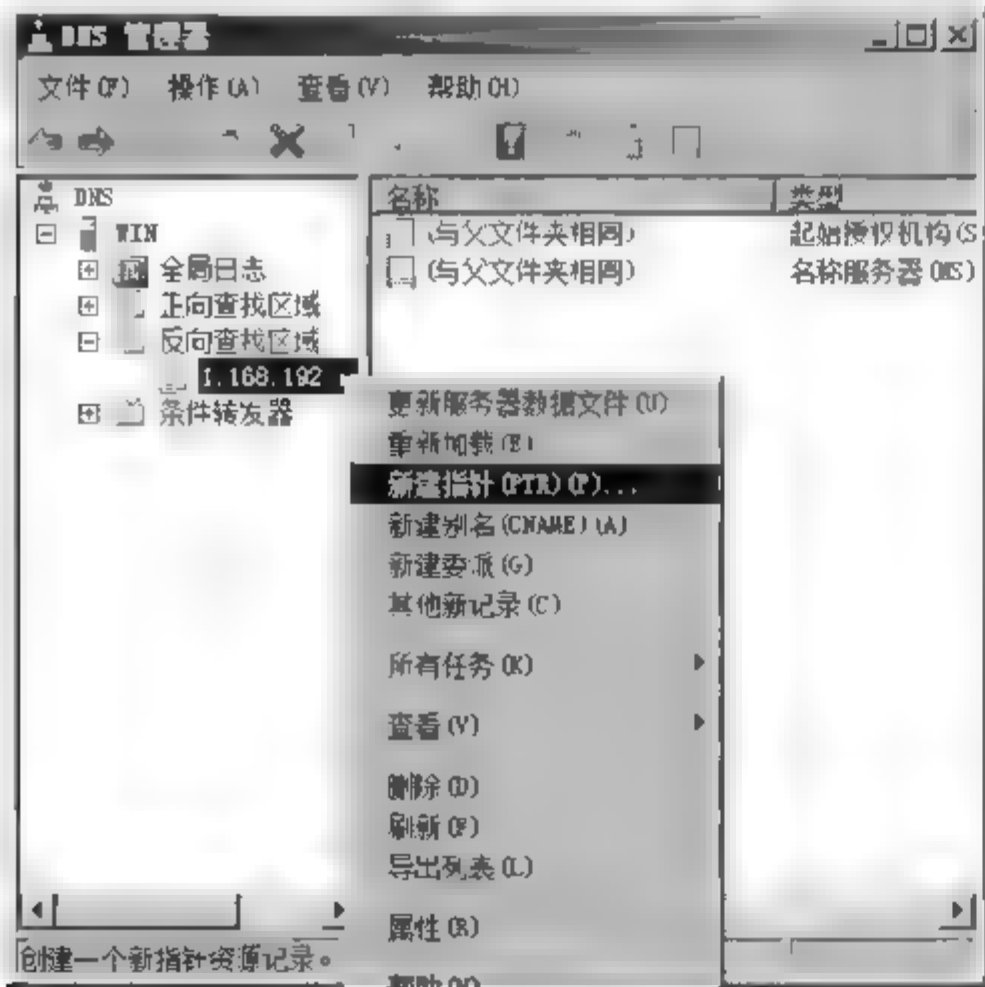 DNS 管理器
文件(F) 操作(A) 查看(V) 帮助(H)
DNS
WIN
全局日志
正向查找区域
反向查找区域
1.168.192
条件转发器
名称 类型
(与父文件夹相同) 起始授权机构(S
(与父文件夹相同) 名称服务器(NS)
更新服务器数据文件(U)
重新加载(E)
新建指针(PTR)(P)...
新建别名(CNAME)(A)
新建委派(G)
其他新记录(C)
所有任务(K)
查看(V)
删除(D)
刷新(F)
导出列表(L)
属性(R)
帮助(H)
创建一个新指针资源记录。